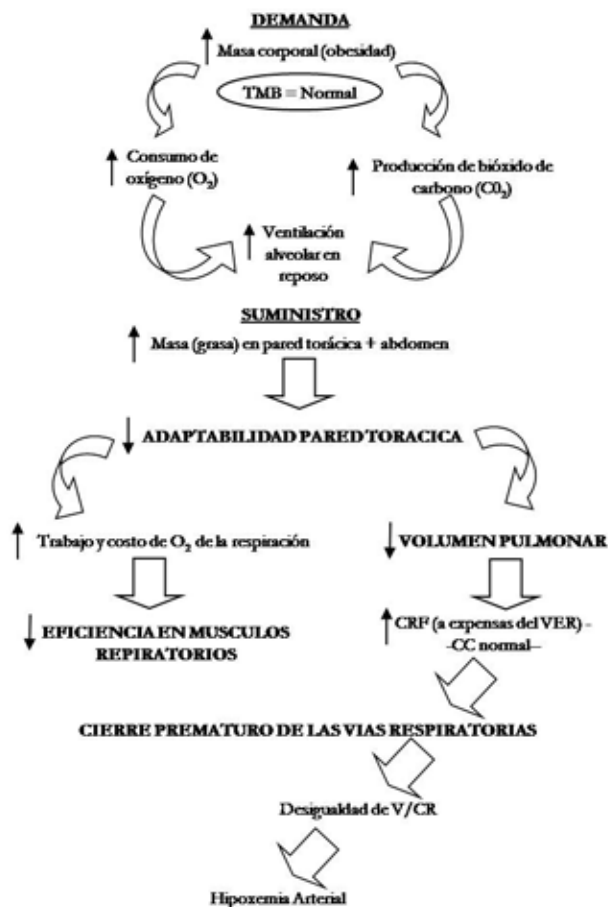 DEMANDA
Masa corporal (obesidad)
TMB = Normal
Consumo de
oxígeno (O₂)
Producción de bióxido de
carbono (C0₂)
Ventilación
alveolar en
reposo
SUMINISTRO
Masa (grasa) en pared torácica + abdomen
ADAPTABILIDAD PARED TORACICA
Trabajo y costo de O₂ de la respiración
VOLUMEN PULMONAR
EFICIENCIA EN MUSCULOS
REPIRATORIOS
CRF (a expensas del VER) -
-CC normal–
CIERRE PREMATURO DE LAS VIAS RESPIRATORIAS
Desigualdad de V/CR
Hipoxemia Arterial